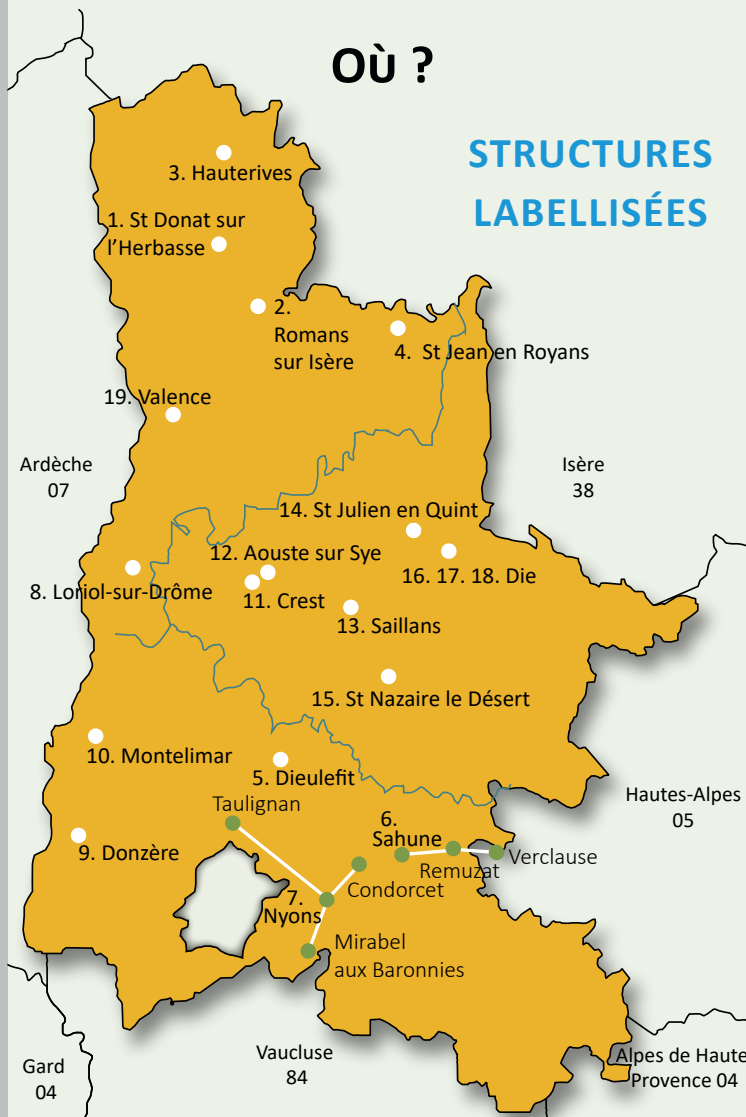 Où ?
STRUCTURES
LABELLISÉES
3. Hauterives
1. St Donat sur
l'Herbasse
2.
Romans
sur Isère
4. St Jean en Royans
19. Valence
Ardèche
07
Isère
38
14. St Julien en Quint
12. Aouste sur Sye
16. 17. 18. Die
8. Loriol-sur-Drôme
11. Crest
13. Saillans
15. St Nazaire le Désert
10. Montelimar
5. Dieulefit
Hautes-Alpes
05
Taulignan
6.
Sahune
9. Donzère
Verclause
Remuzat
Condorcet
7.
Nyons
Mirabel
aux Baronnies
Vaucluse
84
Gard
04
Alpes de Haute
Provence 04